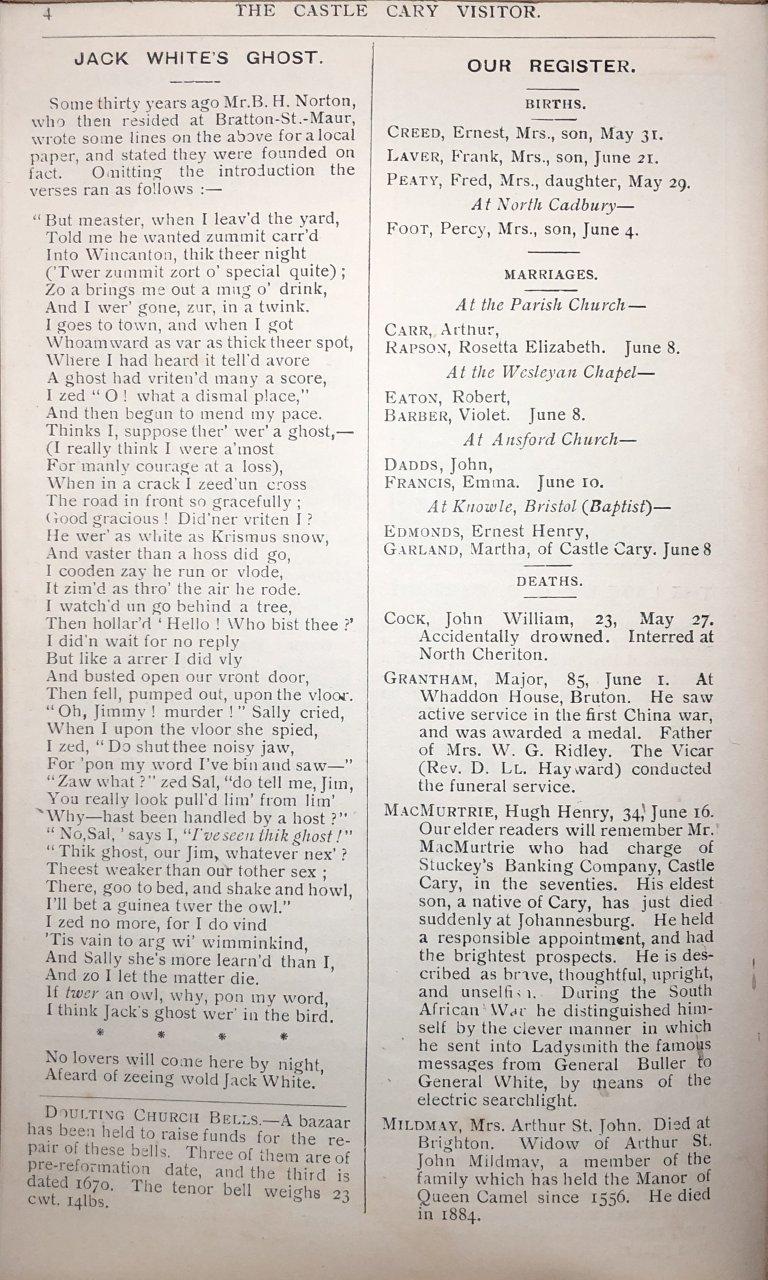 4
THE CASTLE CARY VISITOR.
JACK WHITE'S GHOST.
Some thirty years ago Mr.B. H. Norton,
who then resided at Bratton-St.-Maur,
wrote some lines on the above for a local
paper, and stated they were founded on
fact. Omitting the introduction the
verses ran as follows :—
“ But measter, when I leav'd the yard,
Told me he wanted zummit carr'd
Into Wincanton, thik theer night
('Twer zummit zort o' special quite) ;
Zo a brings me out a mug o' drink,
And I wer' gone, zur, in a twink.
I goes to town, and when I got
Whoamward as var as thick theer spot,
Where I had heard it tell'd avore
A ghost had vriten'd many a score,
I zed “ O ! what a dismal place,”
And then begun to mend my pace.
Thinks I, suppose ther' wer' a ghost,—
(I really think I were a'most
For manly courage at a loss),
When in a crack I zeed'un cross
The road in front so gracefully ;
Good gracious ! Did'ner vriten I ?
He wer' as white as Krismus snow,
And vaster than a hoss did go,
I cooden zay he run or vlode,
It zim'd as thro' the air he rode.
I watch'd un go behind a tree,
Then hollar'd ‘ Hello ! Who bist thee ?’
I did'n wait for no reply
But like a arrer I did vly
And busted open our vront door,
Then fell, pumped out, upon the vloor.
“ Oh, Jimmy ! murder ! ” Sally cried,
When I upon the vloor she spied,
I zed, “ Do shut thee noisy jaw,
For 'pon my word I've bin and saw—”
“ Zaw what ? ” zed Sal, “do tell me, Jim,
You really look pull'd lim' from lim'
Why—hast been handled by a host ? ”
“ No,Sal, ' says I, “I've seen thik ghost ! ”
“ Thik ghost, our Jim, whatever nex' ?
Theest weaker than our tother sex ;
There, goo to bed, and shake and howl,
I'll bet a guinea twer the owl.”
I zed no more, for I do vind
'Tis vain to arg wi' wimminkind,
And Sally she's more learn'd than I,
And zo I let the matter die.
If twer an owl, why, pon my word,
I think Jack's ghost wer' in the bird.
* * * *
No lovers will come here by night,
Afeard of zeeing wold Jack White.
DOULTING CHURCH BELLS.—A bazaar
has been held to raise funds for the re-
pair of these bells. Three of them are of
pre-reformation date, and the third is
dated 1670. The tenor bell weighs 23
cwt. 14lbs.
OUR REGISTER.
BIRTHS.
CREED, Ernest, Mrs., son, May 31.
LAVER, Frank, Mrs., son, June 21.
PEATY, Fred, Mrs., daughter, May 29.
At North Cadbury—
FOOT, Percy, Mrs., son, June 4.
MARRIAGES.
At the Parish Church—
CARR, Arthur,
RAPSON, Rosetta Elizabeth. June 8.
At the Wesleyan Chapel—
EATON, Robert,
BARBER, Violet. June 8.
At Ansford Church—
DADDS, John,
FRANCIS, Emma. June 10.
At Knowle, Bristol (Baptist)—
EDMONDS, Ernest Henry,
GARLAND, Martha, of Castle Cary. June 8
DEATHS.
COCK, John William, 23, May 27.
Accidentally drowned. Interred at
North Cheriton.
GRANTHAM, Major, 85, June 1. At
Whaddon House, Bruton. He saw
active service in the first China war,
and was awarded a medal. Father
of Mrs. W. G. Ridley. The Vicar
(Rev. D. LL. Hayward) conducted
the funeral service.
MACMURTRIE, Hugh Henry, 34, June 16.
Our elder readers will remember Mr.
MacMurtrie who had charge of
Stuckey's Banking Company, Castle
Cary, in the seventies. His eldest
son, a native of Cary, has just died
suddenly at Johannesburg. He held
a responsible appointment, and had
the brightest prospects. He is des-
cribed as brave, thoughtful, upright,
and unselfish. During the South
African War he distinguished him-
self by the clever manner in which
he sent into Ladysmith the famous
messages from General Buller to
General White, by means of the
electric searchlight.
MILDMAY, Mrs. Arthur St. John. Died at
Brighton. Widow of Arthur St.
John Mildmay, a member of the
family which has held the Manor of
Queen Camel since 1556. He died
in 1884.